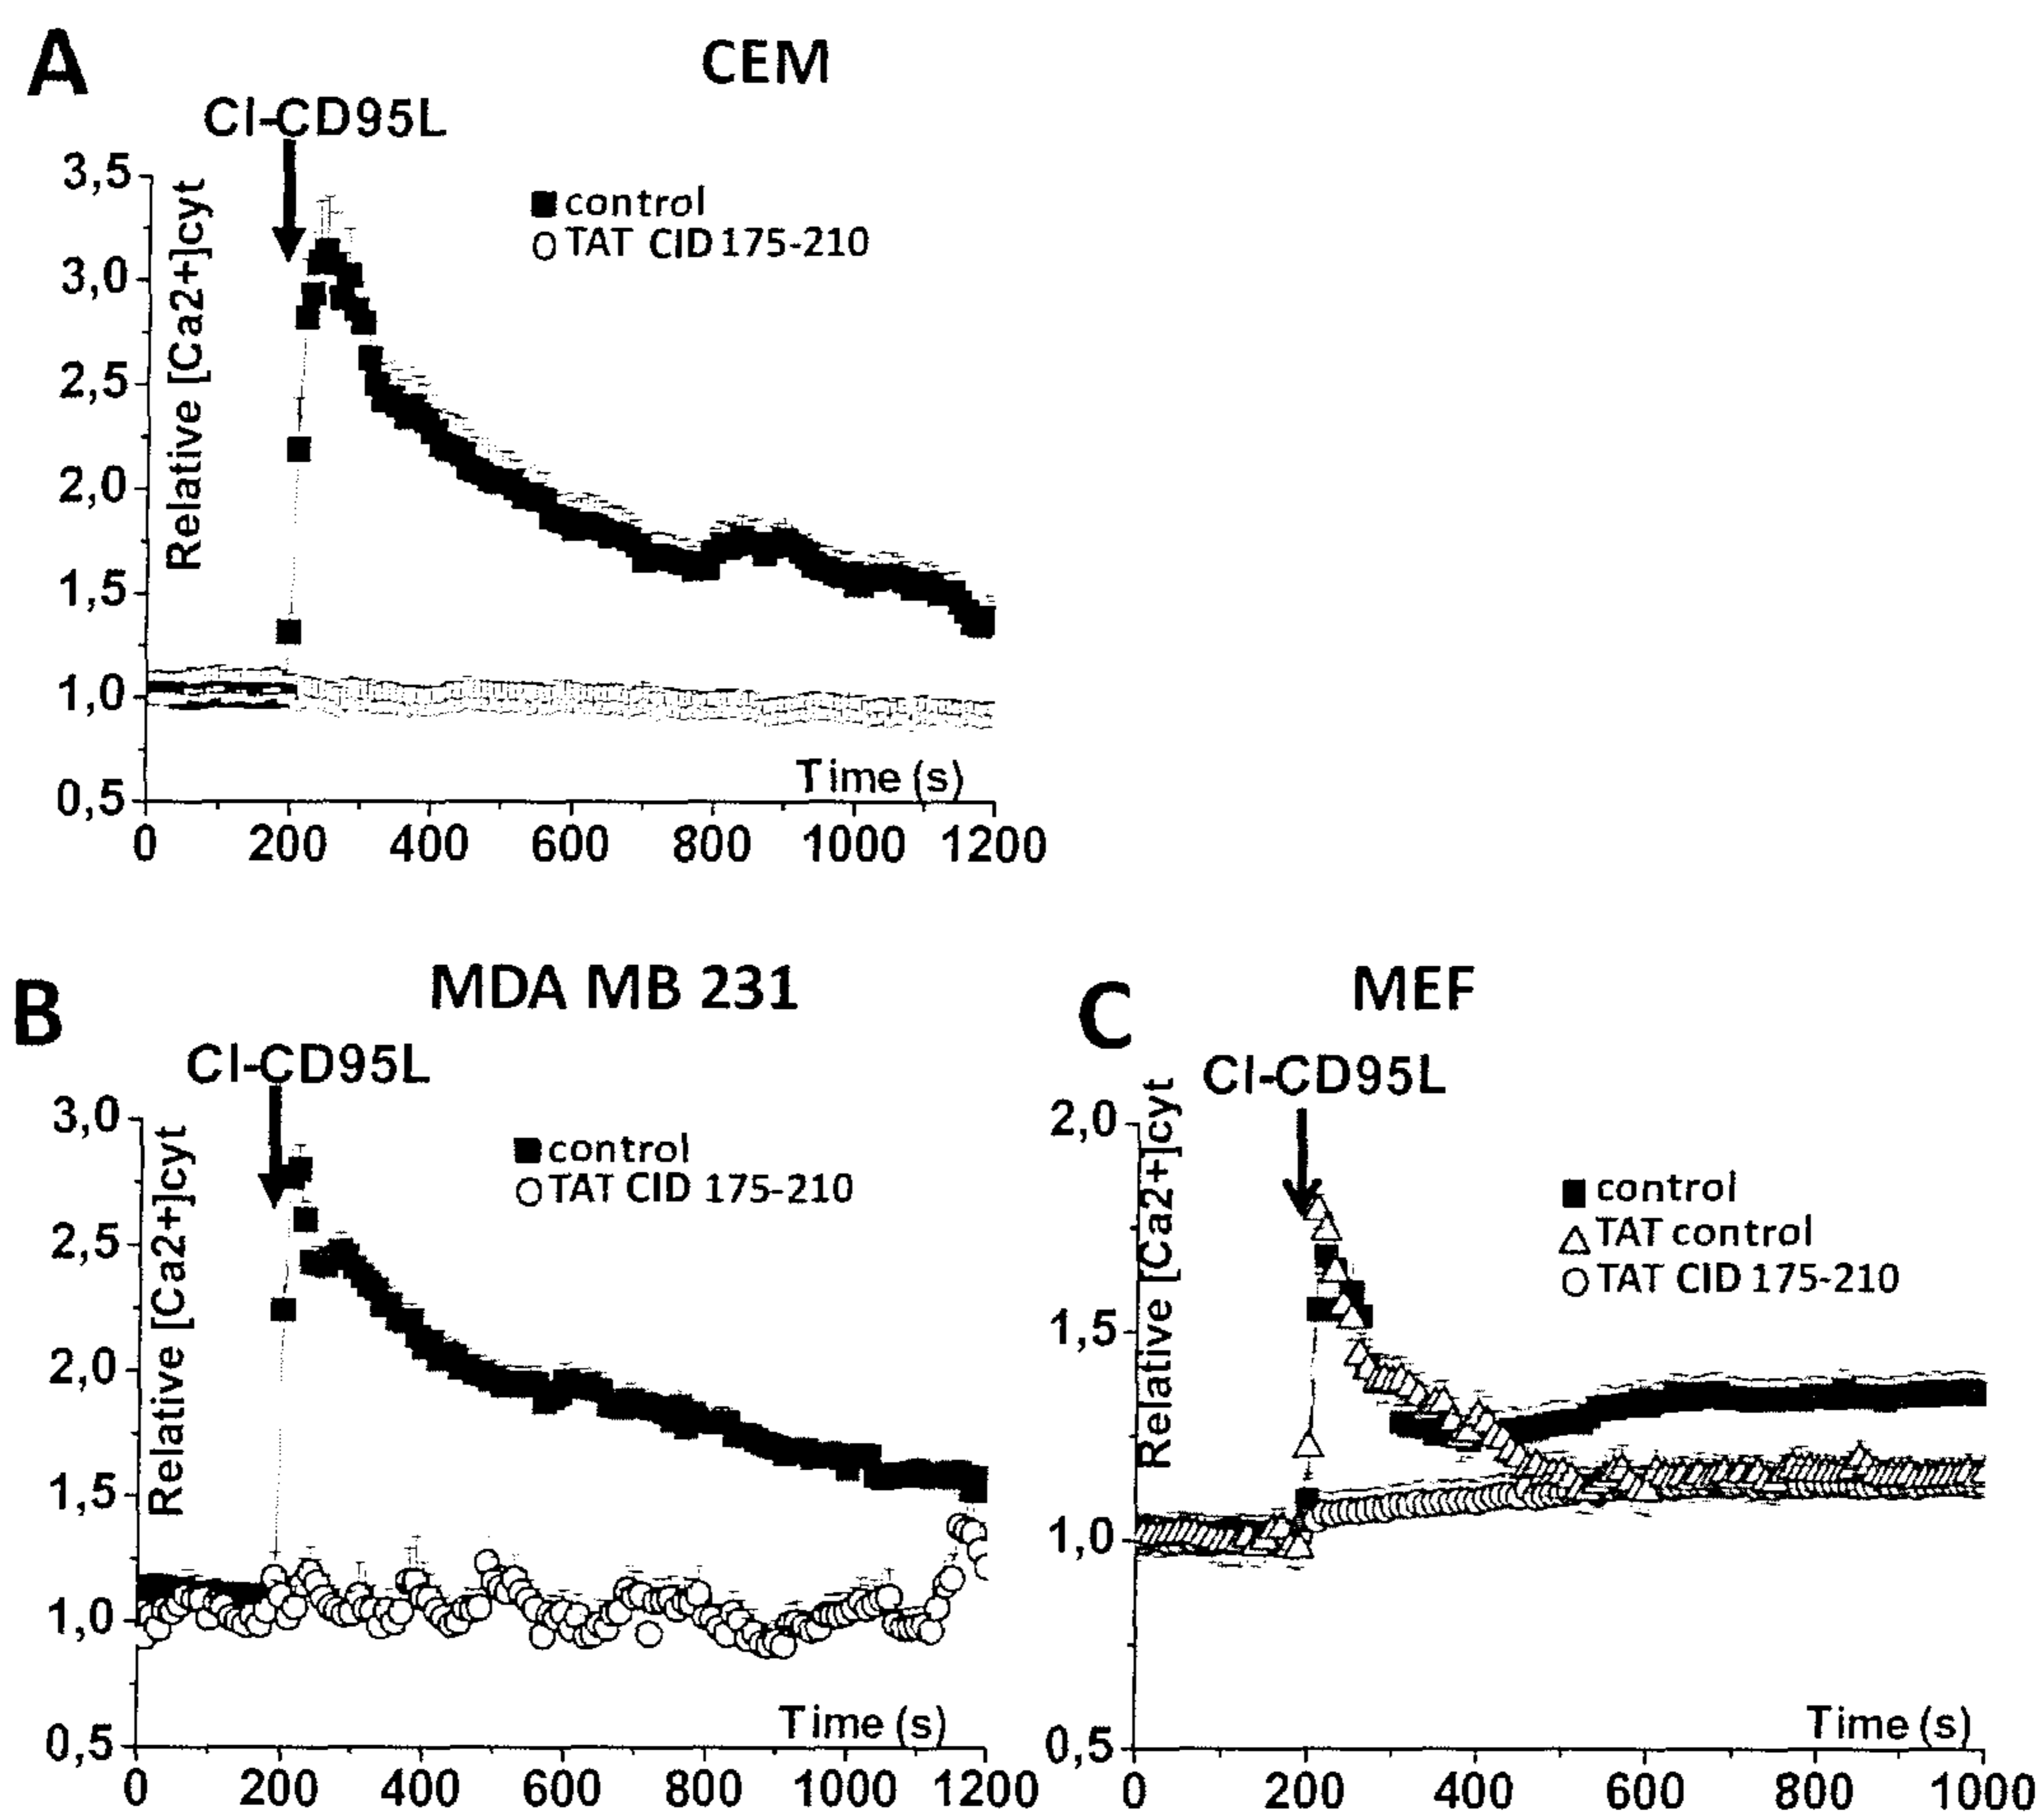 A
CEM
Cl-CD95L
3,5
3,0
2,5
2,0
1,5
1,0
0,5
Relative [Ca2+]cyt
control
TAT CID 175-210
Time (s)
0 200 400 600 800 1000 1200
B
MDA MB 231
Cl-CD95L
3,0
2,5
2,0
1,5
1,0
0,5
Relative [Ca2+]cyt
control
TAT CID 175-210
Time (s)
0 200 400 600 800 1000 1200
C
MEF
Cl-CD95L
2,0
1,5
1,0
0,5
Relative [Ca2+]cyt
control
TAT control
TAT CID 175-210
Time (s)
0 200 400 600 800 1000